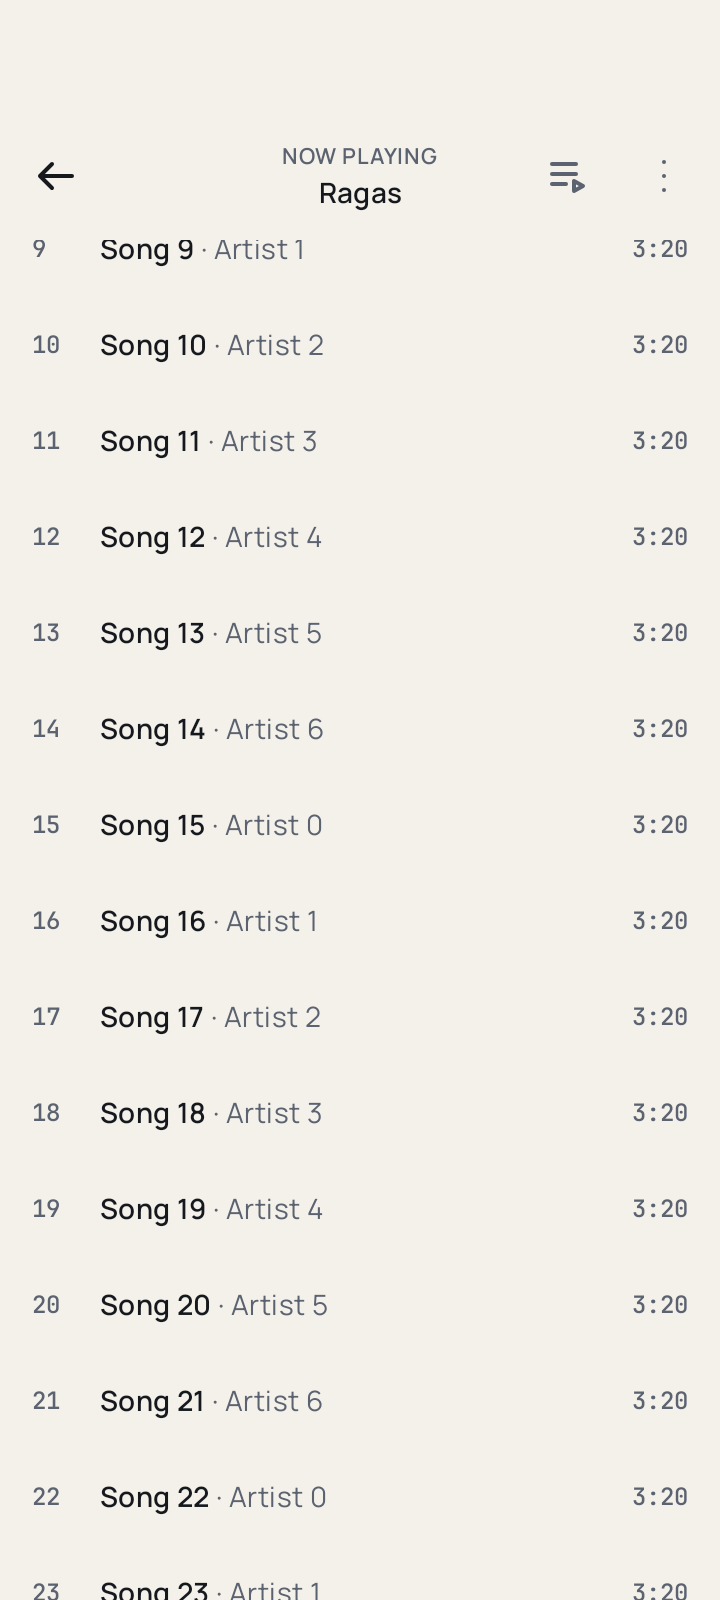 NOW PLAYING
Ragas
9 Song 9 · Artist 1 3:20
10 Song 10 · Artist 2 3:20
11 Song 11 · Artist 3 3:20
12 Song 12 · Artist 4 3:20
13 Song 13 · Artist 5 3:20
14 Song 14 · Artist 6 3:20
15 Song 15 · Artist 0 3:20
16 Song 16 · Artist 1 3:20
17 Song 17 · Artist 2 3:20
18 Song 18 · Artist 3 3:20
19 Song 19 · Artist 4 3:20
20 Song 20 · Artist 5 3:20
21 Song 21 · Artist 6 3:20
22 Song 22 · Artist 0 3:20
23 Song 23 · Artist 1 3:20